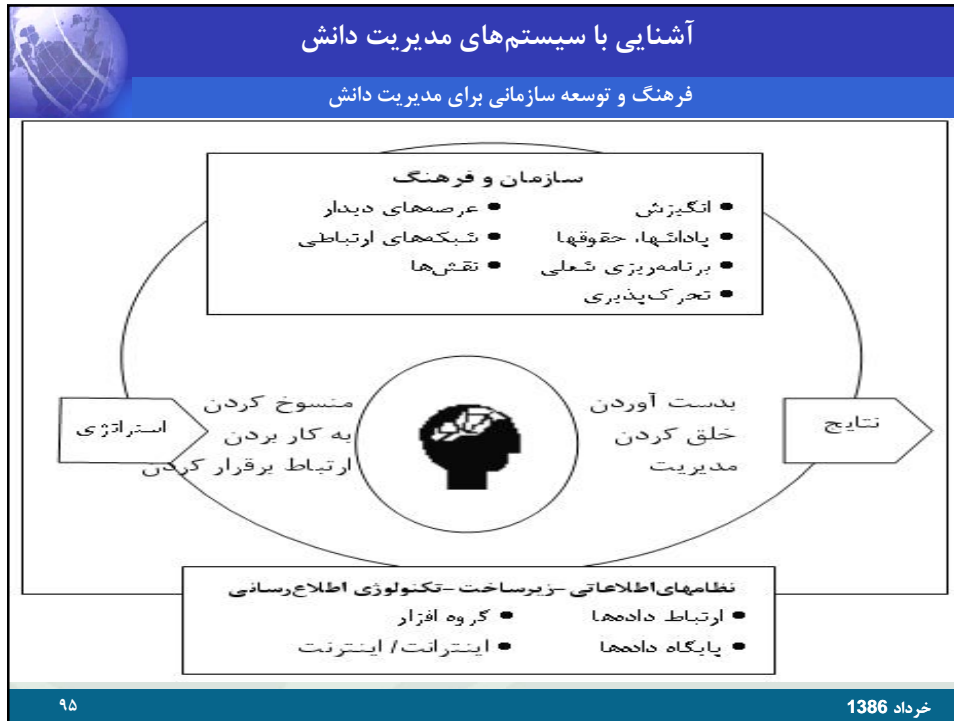 آشنایی با سیستم‌های مدیریت دانش
فرهنگ و توسعه سازمانی برای مدیریت دانش
سازمان و فرهنگ
● انگیزش
● پاداشها، حقوقها
● برنامه‌ریزی شغلی
● تحرک‌پذیری
● عرصه‌های دیدار
● شبکه‌های ارتباطی
● نقش‌ها
نتایج
بدست آوردن
خلق کردن
مدیریت
منسوخ کردن
به کار بردن
ارتباط برقرار کردن
استراتژی
نظامهای اطلاعاتی -زیرساخت -تکنولوژی اطلاع‌رسانی
● ارتباط داده‌ها
● پایگاه داده‌ها
● گروه افزار
● اینترانت/ اینترنت
خرداد 1386
۹۵